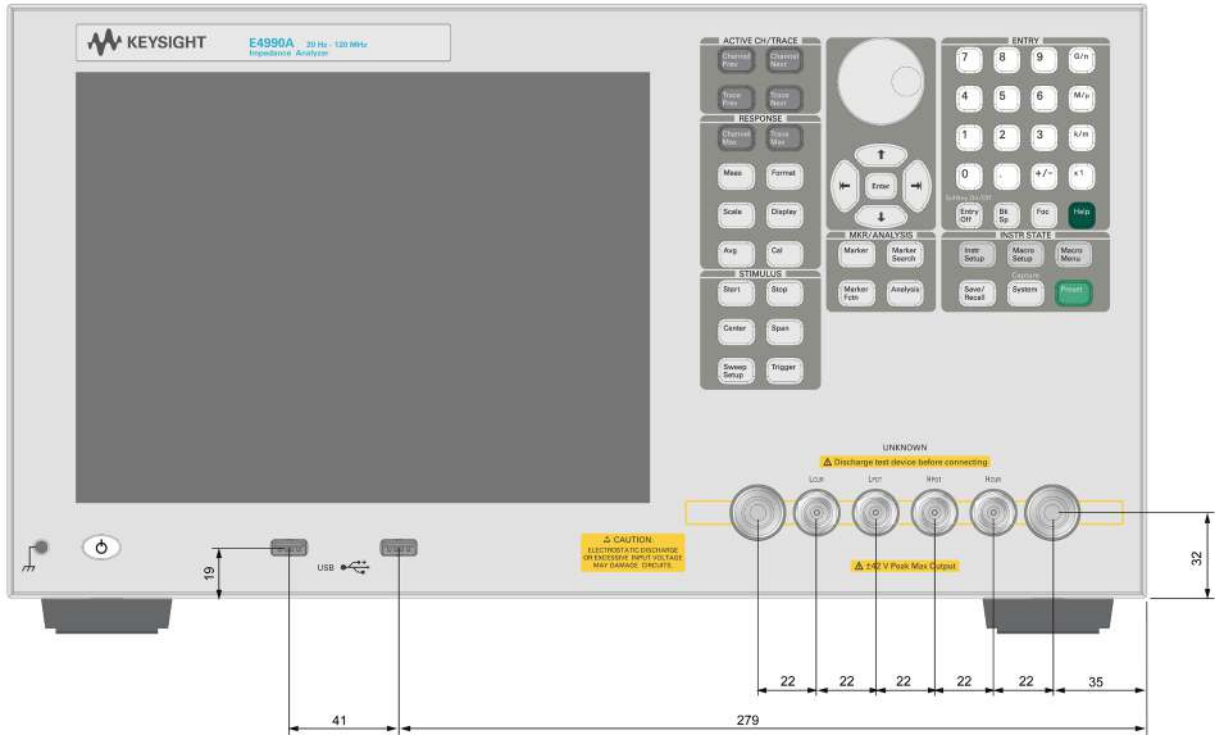 KEYSIGHT
E4990A 20 Hz - 120 MHz
Impedance Analyzer
ACTIVE CH/TRACE
Channel Prev
Channel Next
Trace Prev
Trace Next
RESPONSE
Channel Max
Trace Max
Meas
Format
Scale
Display
Avg
Cal
STIMULUS
Start
Stop
Center
Span
Sweep Setup
Trigger
Enter
MKR/ANALYSIS
Marker
Marker Search
Marker Fctn
Analysis
ENTRY
7 8 9 G/n
4 5 6 M/µ
1 2 3 k/m
0 . +/- x1
Entry Off
Bk Sp
Foc
Help
INSTR STATE
Instr Setup
Macro Setup
Macro Menu
Capture
Save/ Recall
System
Preset
UNKNOWN
⚠ Discharge test device before connecting
LCUR LPOT HPOT HCUR
⚠ CAUTION:
ELECTROSTATIC DISCHARGE
OR EXCESSIVE INPUT VOLTAGE
MAY DAMAGE CIRCUITS.
⚠ ±42 V Peak Max Output
USB
19
32
22 22 22 22 22 35
41
279